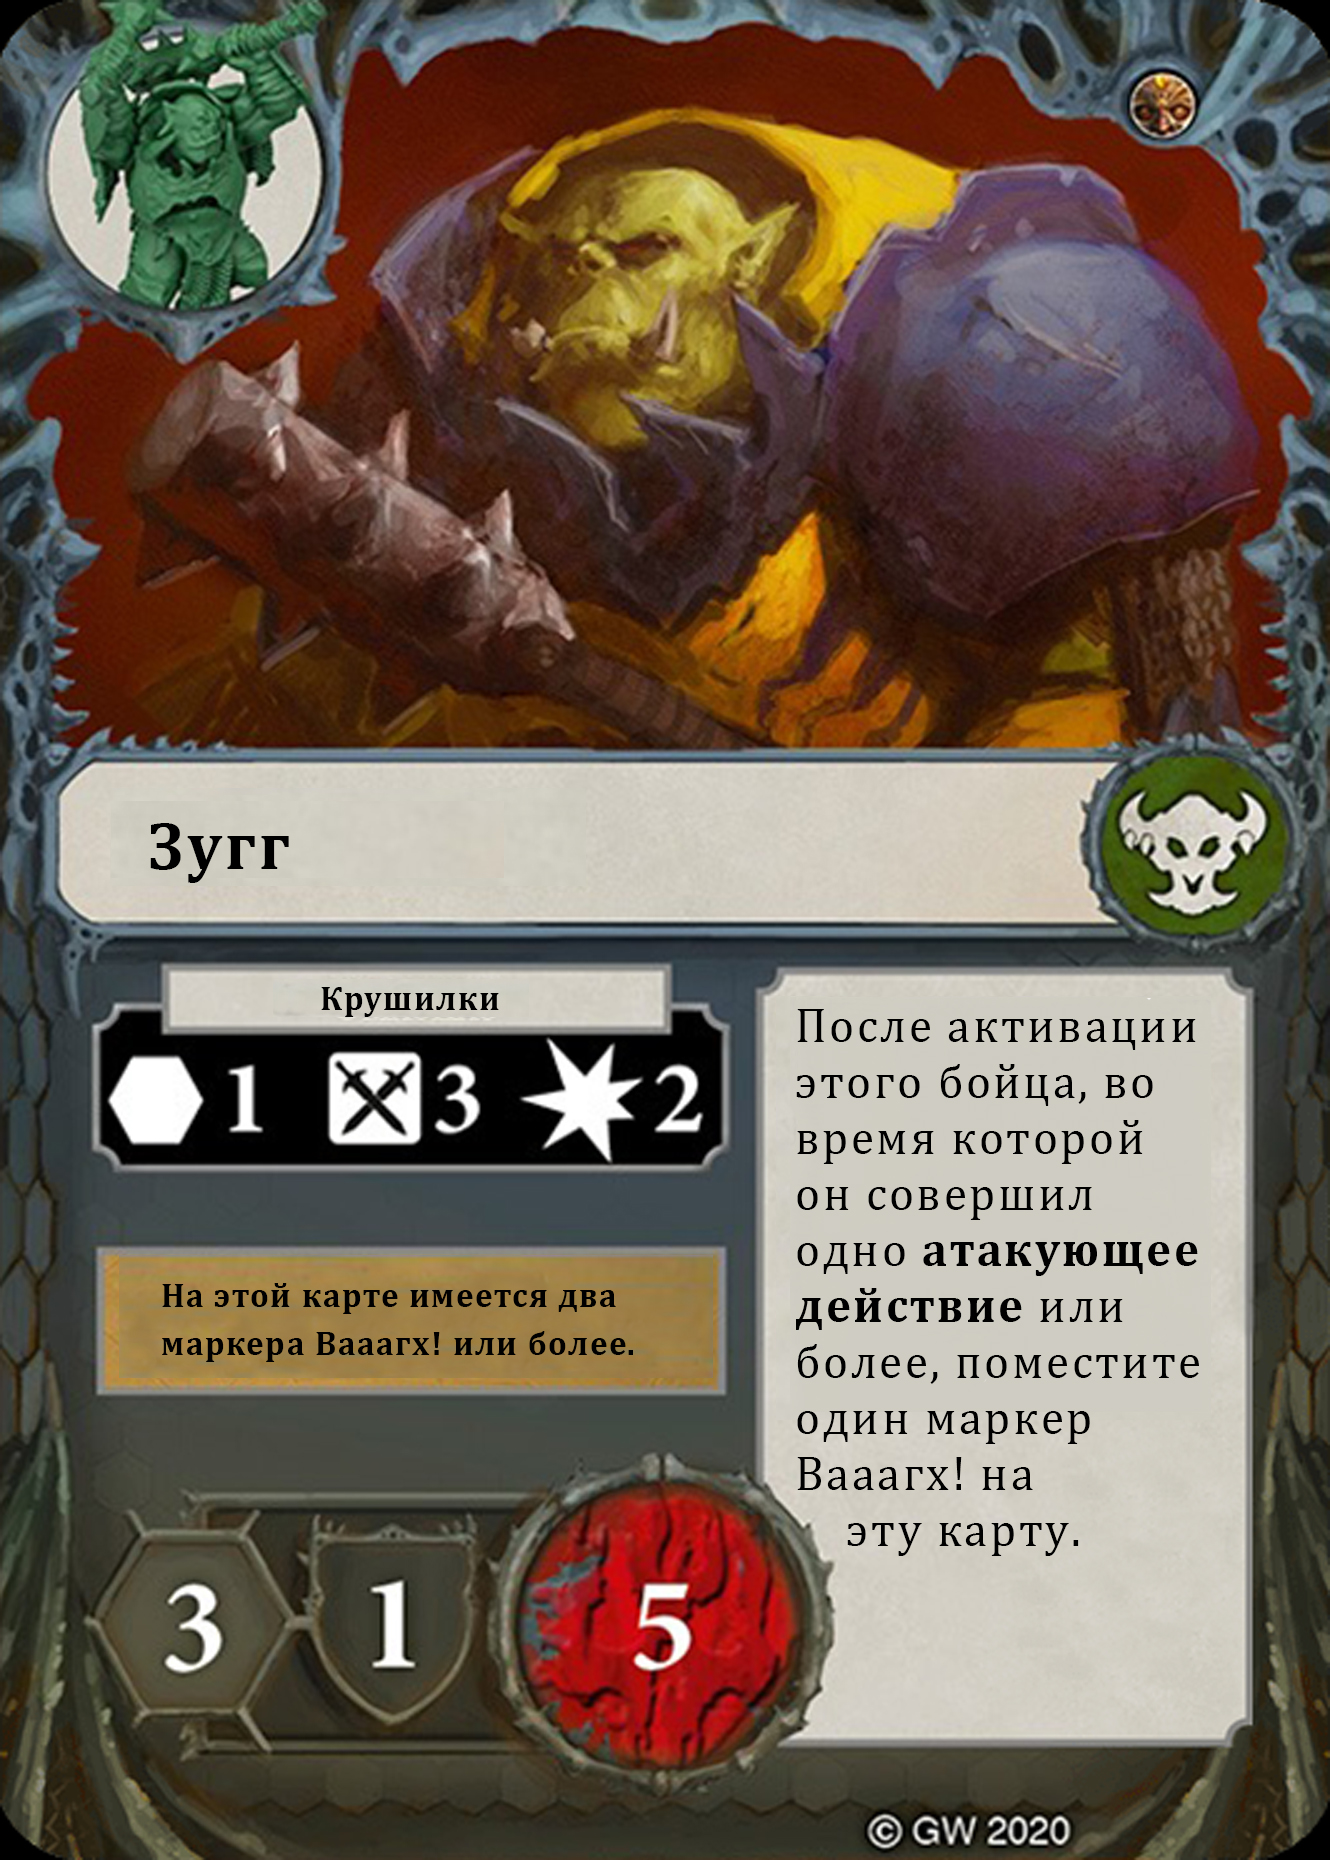 Зугг
Крушилки
1 3 2
На этой карте имеется два
маркера Вааагх! или более.
3 1 5
После активации
этого бойца, во
время которой
он совершил
одно атакующее
действие или
более, поместите
один маркер
Вааагх! на
эту карту.
© GW 2020